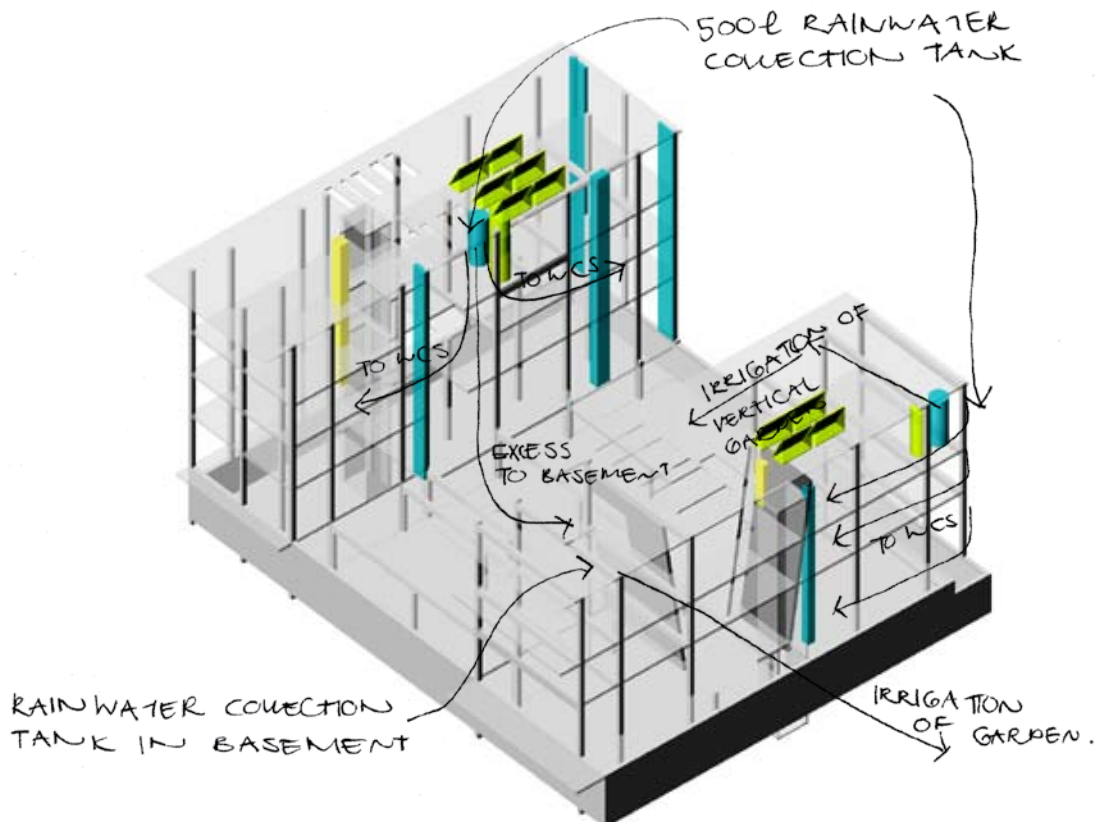 500ℓ RAINWATER
COLLECTION TANK
TO WCS
TO WCS
IRRIGATION OF
VERTICAL
GARDENS
EXCESS
TO BASEMENT
TO WCS
RAINWATER COLLECTION
TANK IN BASEMENT
IRRIGATION
OF
GARDEN.